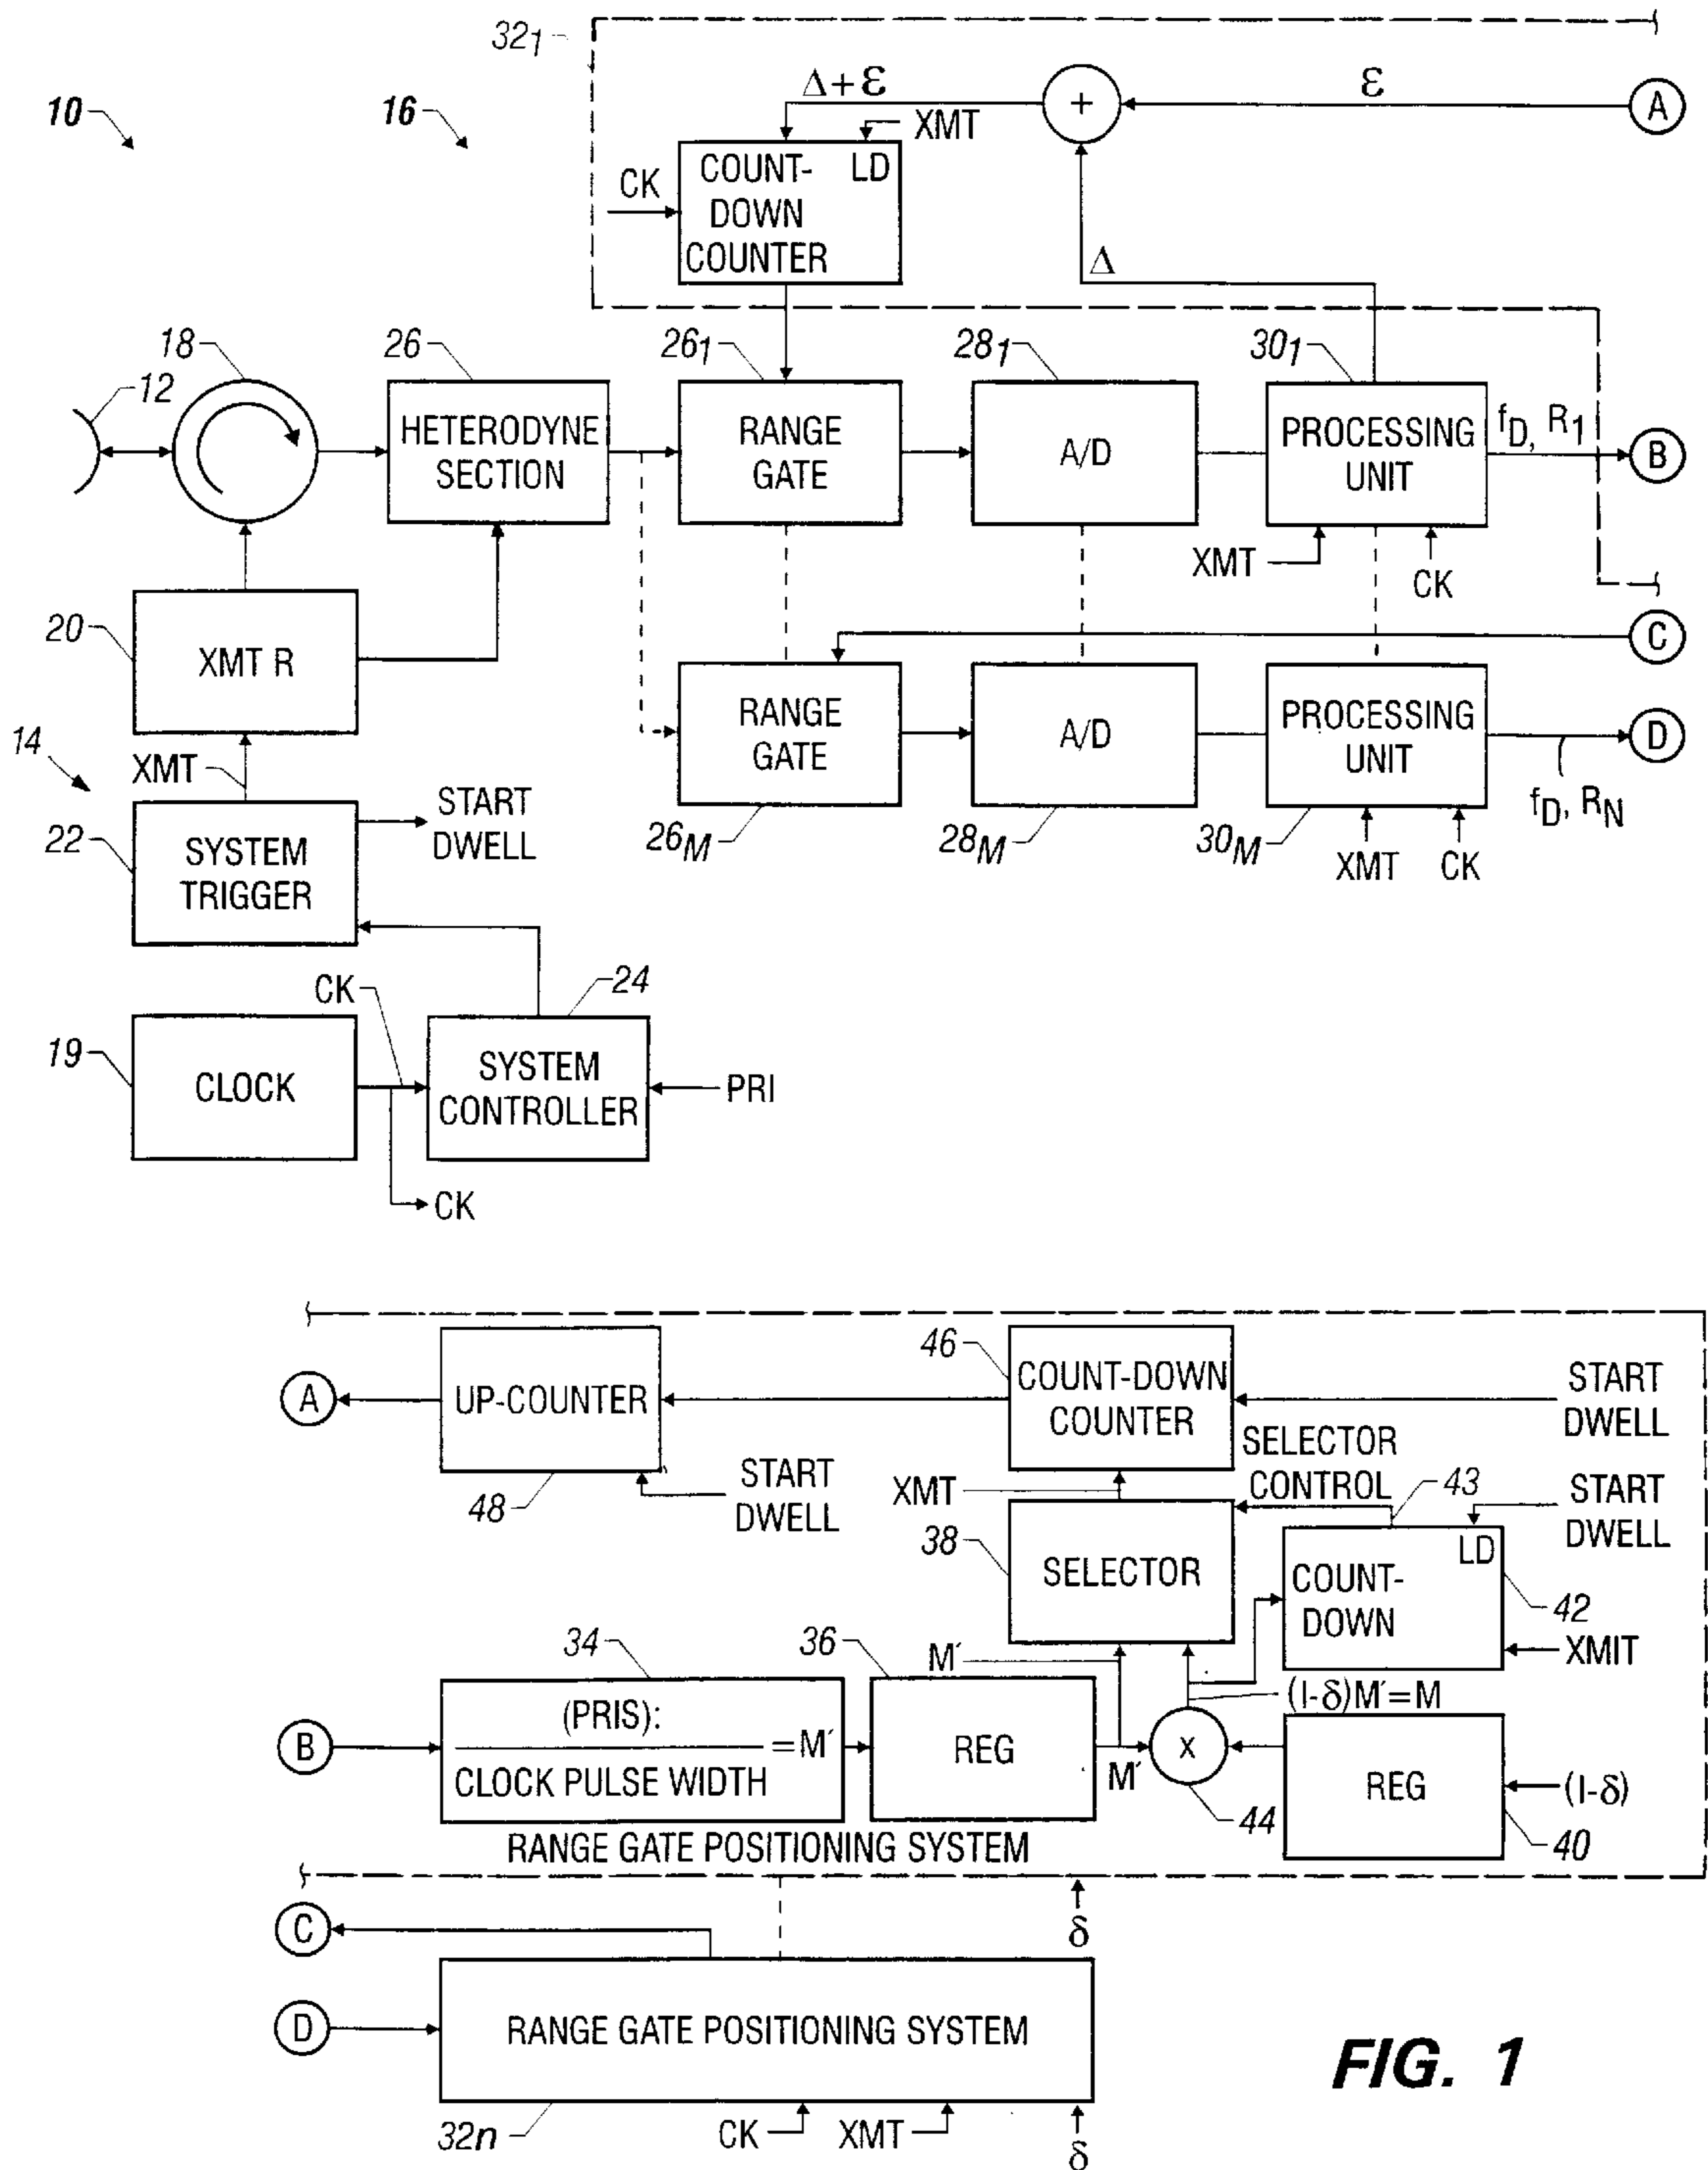 32₁
10
16
Δ+ε
+
ε
A
XMT
CK
COUNT-
DOWN
COUNTER
LD
Δ
18
12
26
26₁
28₁
30₁
HETERODYNE
SECTION
RANGE
GATE
A/D
PROCESSING
UNIT
f_D, R₁
B
XMT
CK
20
XMT R
C
14
XMT
RANGE
GATE
A/D
PROCESSING
UNIT
D
f_D, R_N
START
DWELL
22
SYSTEM
TRIGGER
26_M
28_M
30_M
XMT
CK
CK
24
19
CLOCK
SYSTEM
CONTROLLER
PRI
CK
A
UP-COUNTER
46
COUNT-DOWN
COUNTER
START
DWELL
48
START
DWELL
XMT
SELECTOR
CONTROL
43
START
DWELL
38
SELECTOR
LD
COUNT-
DOWN
42
XMIT
34
36
M´
(I-δ)M´=M
B
(PRIS):
CLOCK PULSE WIDTH
=M´
REG
M´
X
44
REG
(I-δ)
40
RANGE GATE POSITIONING SYSTEM
C
δ
D
RANGE GATE POSITIONING SYSTEM
32n
CK
XMT
δ
FIG. 1